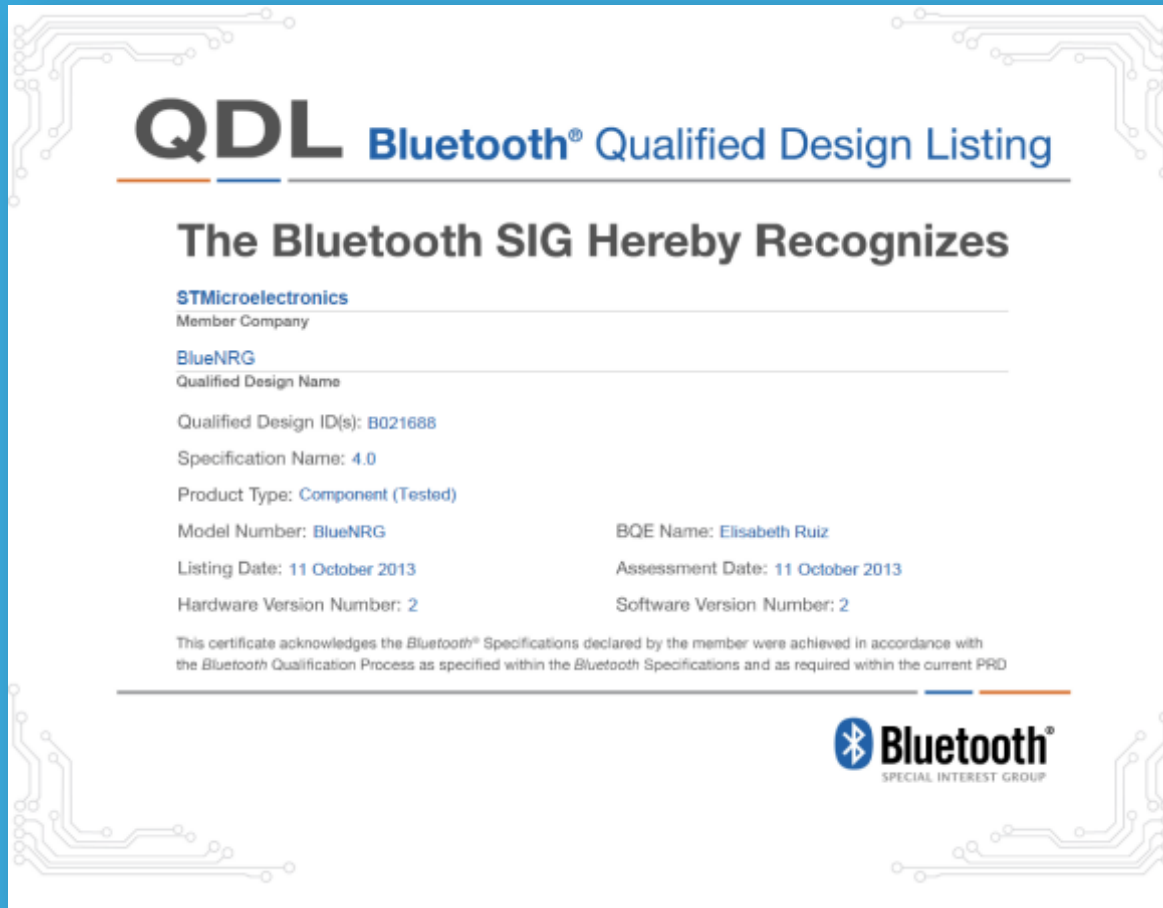 QDL Bluetooth® Qualified Design Listing
The Bluetooth SIG Hereby Recognizes
STMicroelectronics
Member Company
BlueNRG
Qualified Design Name
Qualified Design ID(s): B021688
Specification Name: 4.0
Product Type: Component (Tested)
Model Number: BlueNRG BQE Name: Elisabeth Ruiz
Listing Date: 11 October 2013 Assessment Date: 11 October 2013
Hardware Version Number: 2 Software Version Number: 2
This certificate acknowledges the Bluetooth® Specifications declared by the member were achieved in accordance with
the Bluetooth Qualification Process as specified within the Bluetooth Specifications and as required within the current PRD
Bluetooth®
SPECIAL INTEREST GROUP